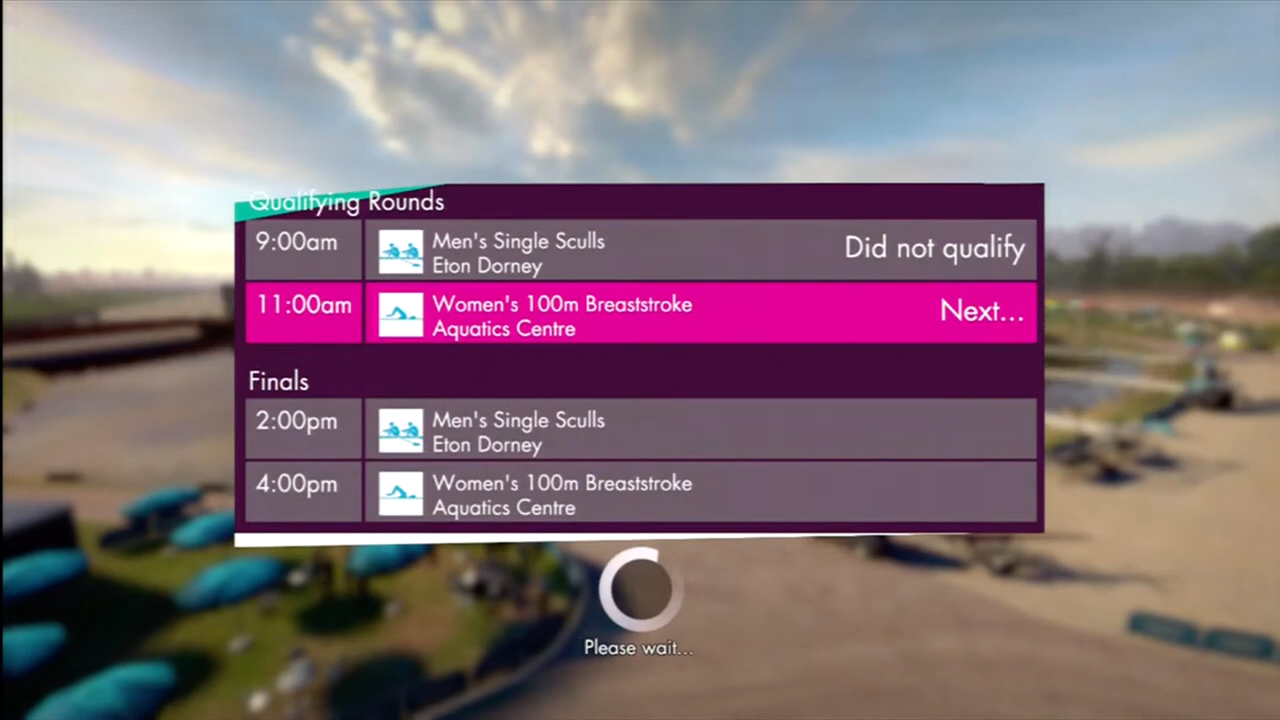 Qualifying Rounds
9:00am
Men's Single Sculls
Eton Dorney
Did not qualify
11:00am
Women's 100m Breaststroke
Aquatics Centre
Next...
Finals
2:00pm
Men's Single Sculls
Eton Dorney
4:00pm
Women's 100m Breaststroke
Aquatics Centre
Please wait...